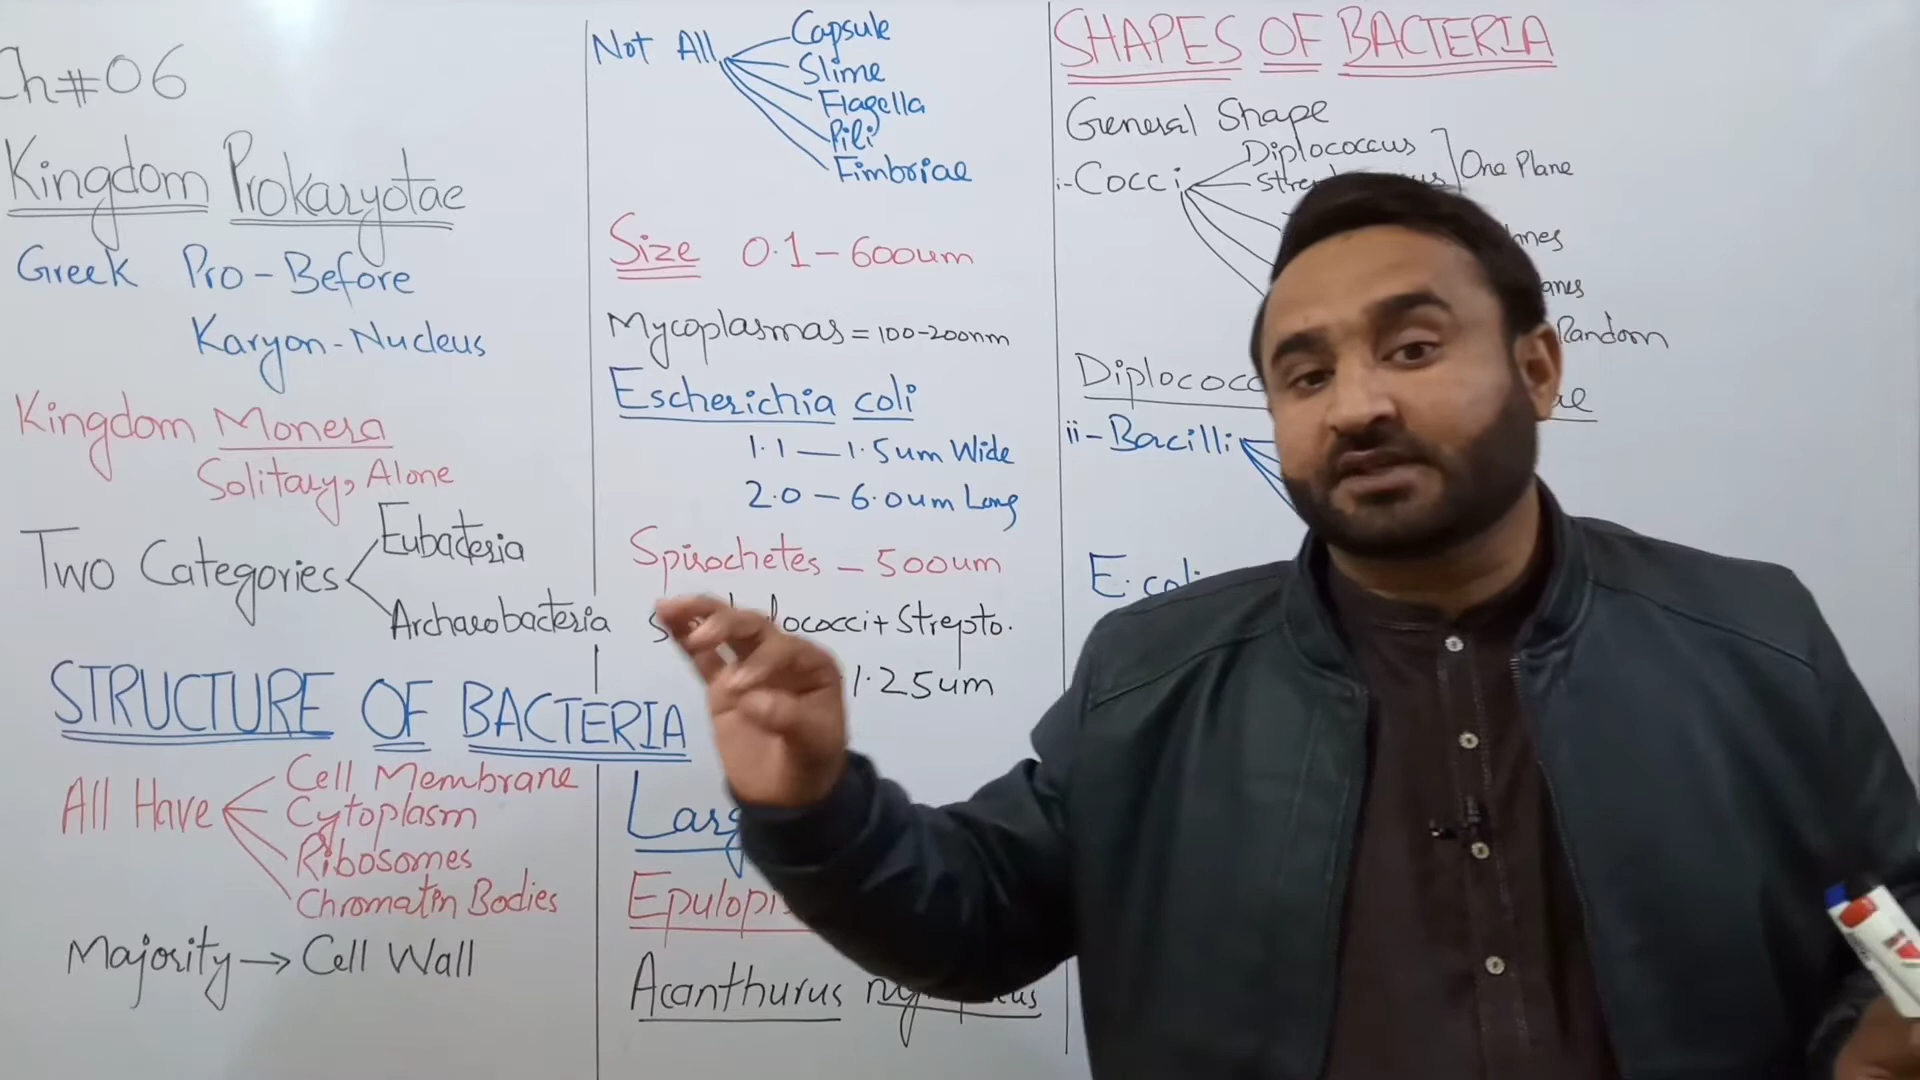 Ch#06
Kingdom Prokaryotae
Greek Pro-Before
Karyon-Nucleus
Kingdom Monera
Solitary, Alone
Two Categories
Eubacteria
Archaeobacteria
STRUCTURE OF BACTERIA
All Have
Cell Membrane
Cytoplasm
Ribosomes
Chromatin Bodies
Majority → Cell Wall
Not All
Capsule
Slime
Flagella
Pili
Fimbriae
Size 0.1-600um
Mycoplasmas = 100-200nm
Escherichia coli
1.1 - 1.5um Wide
2.0 - 6.0um Long
Spirochetes - 500um
+ Strepto.
1.25um
Acanthurus
SHAPES OF BACTERIA
General Shape
i- Cocci
Diplococcus
One Plane
Random
ii- Bacilli